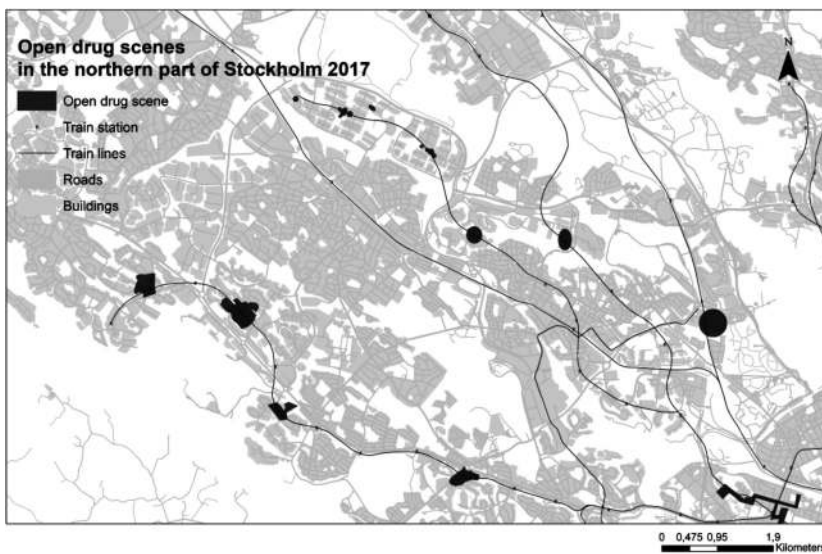 Open drug scenes
in the northern part of Stockholm 2017
Open drug scene
Train station
Train lines
Roads
Buildings
N
0 0,475 0,95 1,9
Kilometers